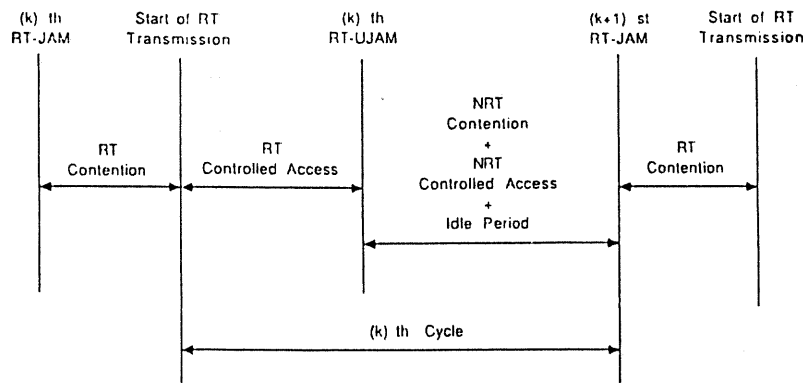 (k) th
RT-JAM
Start of RT
Transmission
(k) th
RT-UJAM
(k+1) st
RT-JAM
Start of RT
Transmission
RT
Contention
RT
Controlled Access
NRT
Contention
+
NRT
Controlled Access
+
Idle Period
RT
Contention
(k) th Cycle